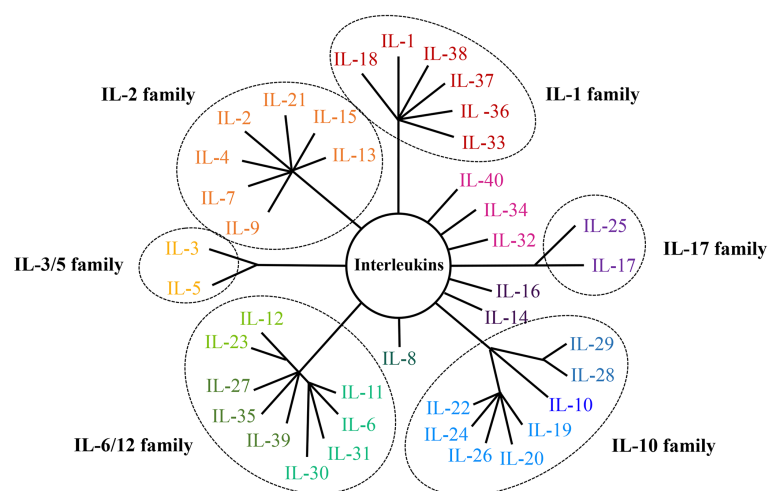 IL-1
IL-18
IL-38
IL-37
IL -36
IL-33
IL-1 family
IL-2 family
IL-21
IL-2
IL-15
IL-4
IL-13
IL-7
IL-9
IL-40
IL-34
IL-32
IL-25
IL-17
IL-17 family
IL-3/5 family
IL-3
IL-5
Interleukins
IL-16
IL-14
IL-8
IL-12
IL-23
IL-27
IL-35
IL-39
IL-30
IL-31
IL-6
IL-11
IL-6/12 family
IL-29
IL-28
IL-10
IL-22
IL-24
IL-26
IL-20
IL-19
IL-10 family